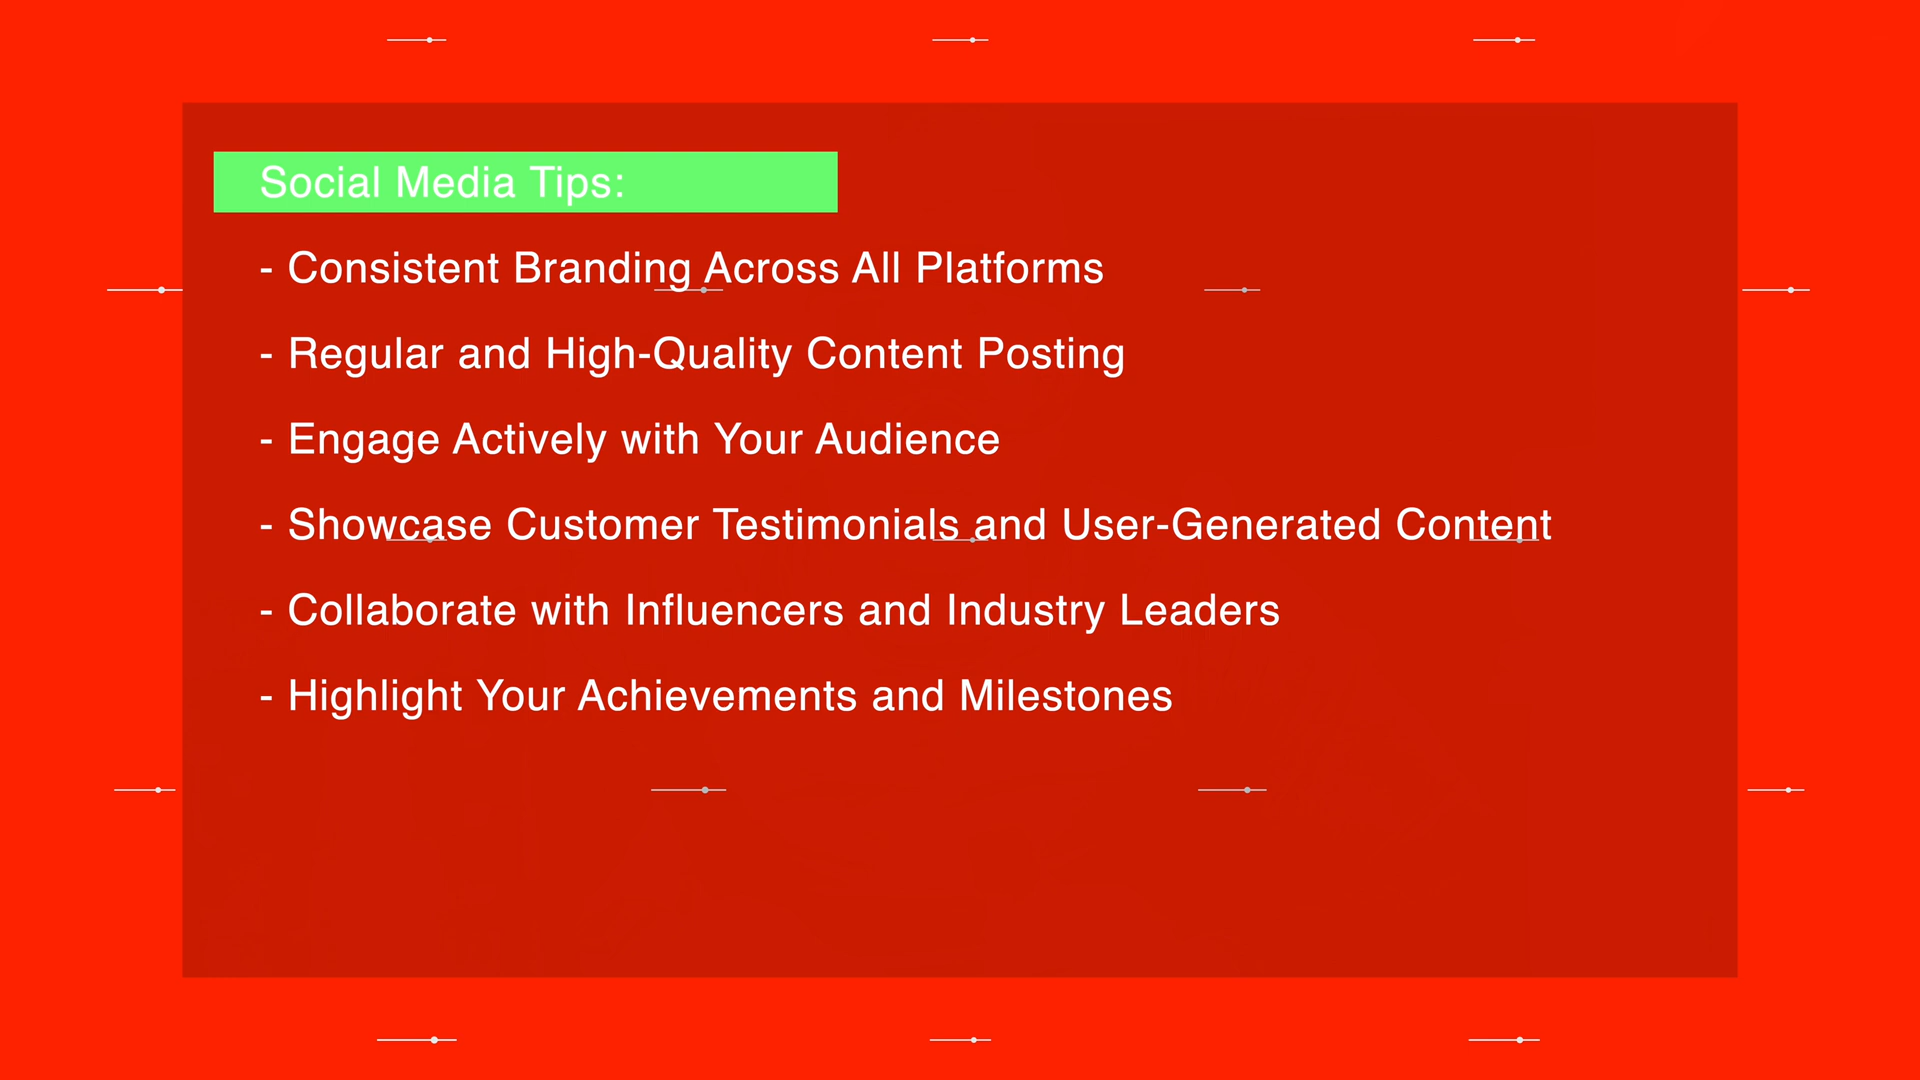 Social Media Tips:
- Consistent Branding Across All Platforms
- Regular and High-Quality Content Posting
- Engage Actively with Your Audience
- Showcase Customer Testimonials and User-Generated Content
- Collaborate with Influencers and Industry Leaders
- Highlight Your Achievements and Milestones